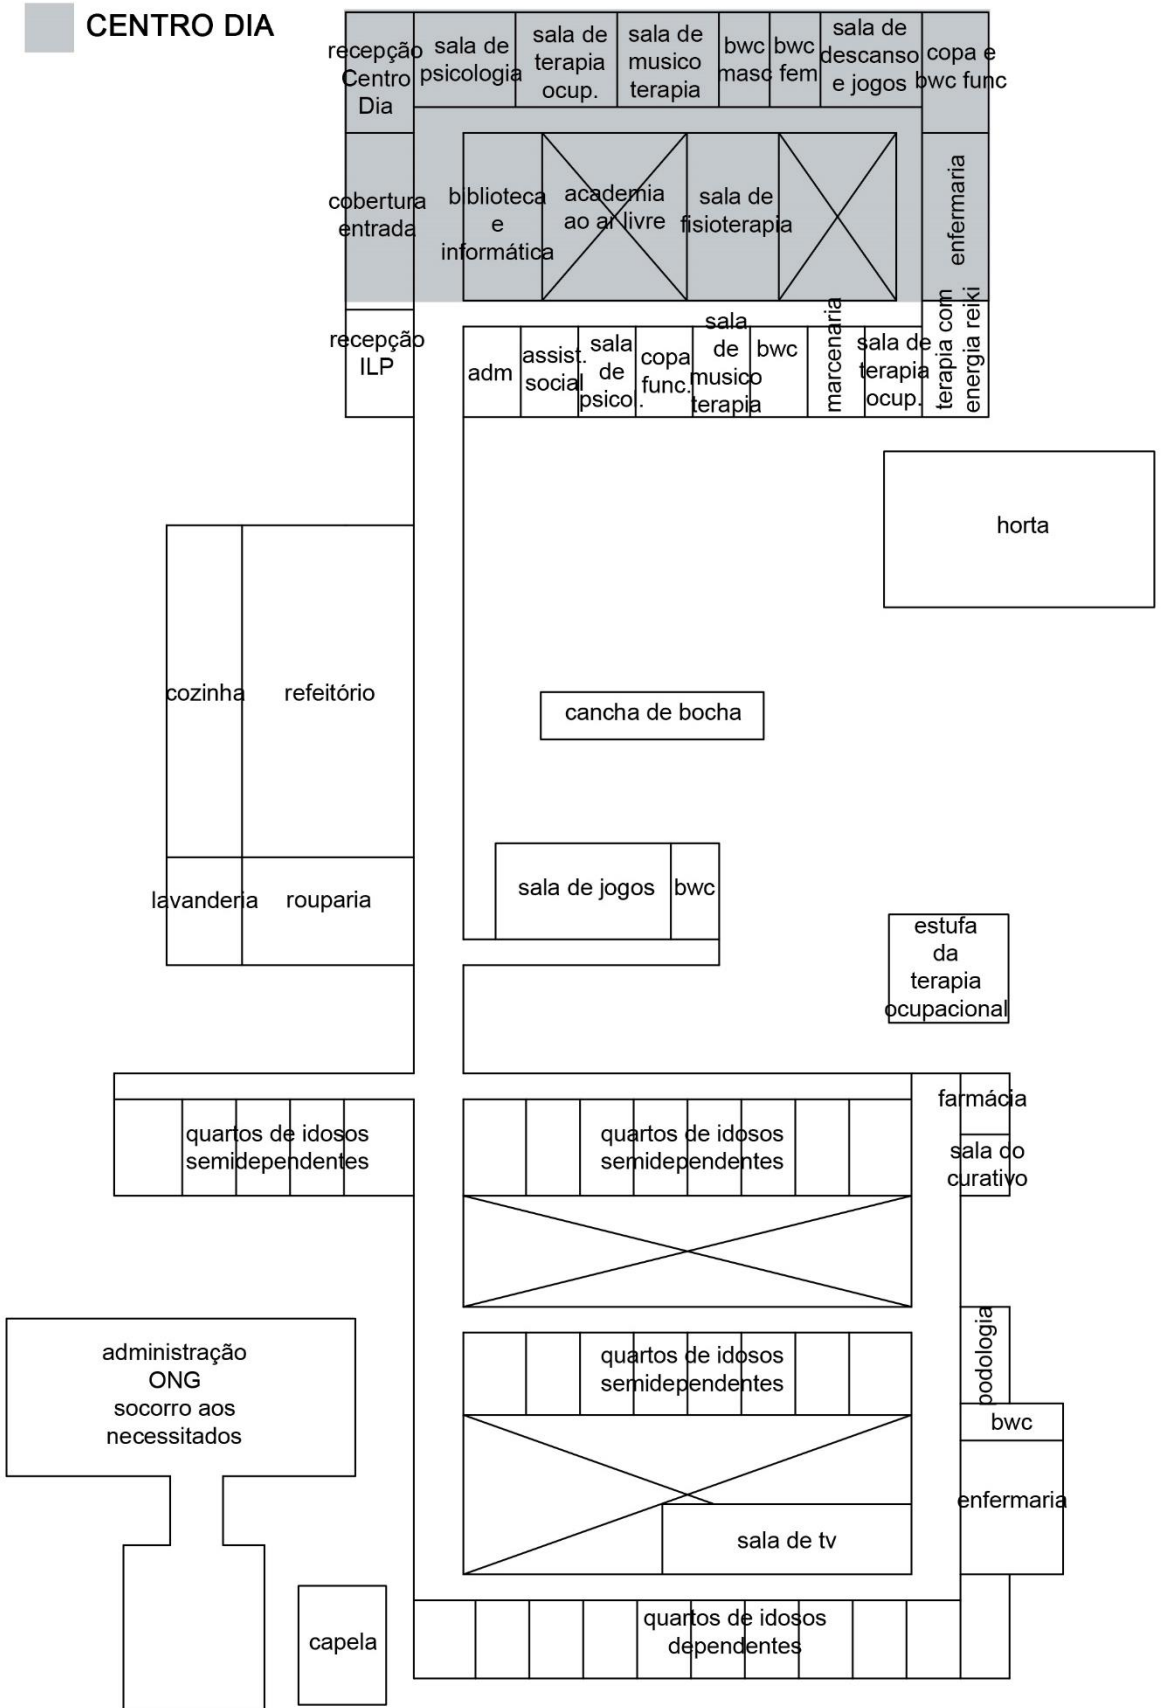 CENTRO DIA
recepção
Centro
Dia
sala de
psicologia
sala de
terapia
ocup.
sala de
musico
terapia
bwc
masc
bwc
fem
sala de
descanso
e jogos
copa e
bwc func
cobertura
entrada
biblioteca
e
informática
academia
ao ar livre
sala de
fisioterapia
enfermaria
recepção
ILP
adm
assist.
social
sala
de
psicol.
copa
func.
sala
de
musico
terapia
bwc
marcenaria
sala de
terapia
ocup.
terapia com
energia reiki
horta
cozinha
refeitório
cancha de bocha
lavanderia
rouparia
sala de jogos
bwc
estufa
da
terapia
ocupacional
quartos de idosos
semidependentes
quartos de idosos
semidependentes
farmácia
sala do
curativo
administração
ONG
socorro aos
necessitados
quartos de idosos
semidependentes
podologia
bwc
enfermaria
sala de tv
capela
quartos de idosos
dependentes